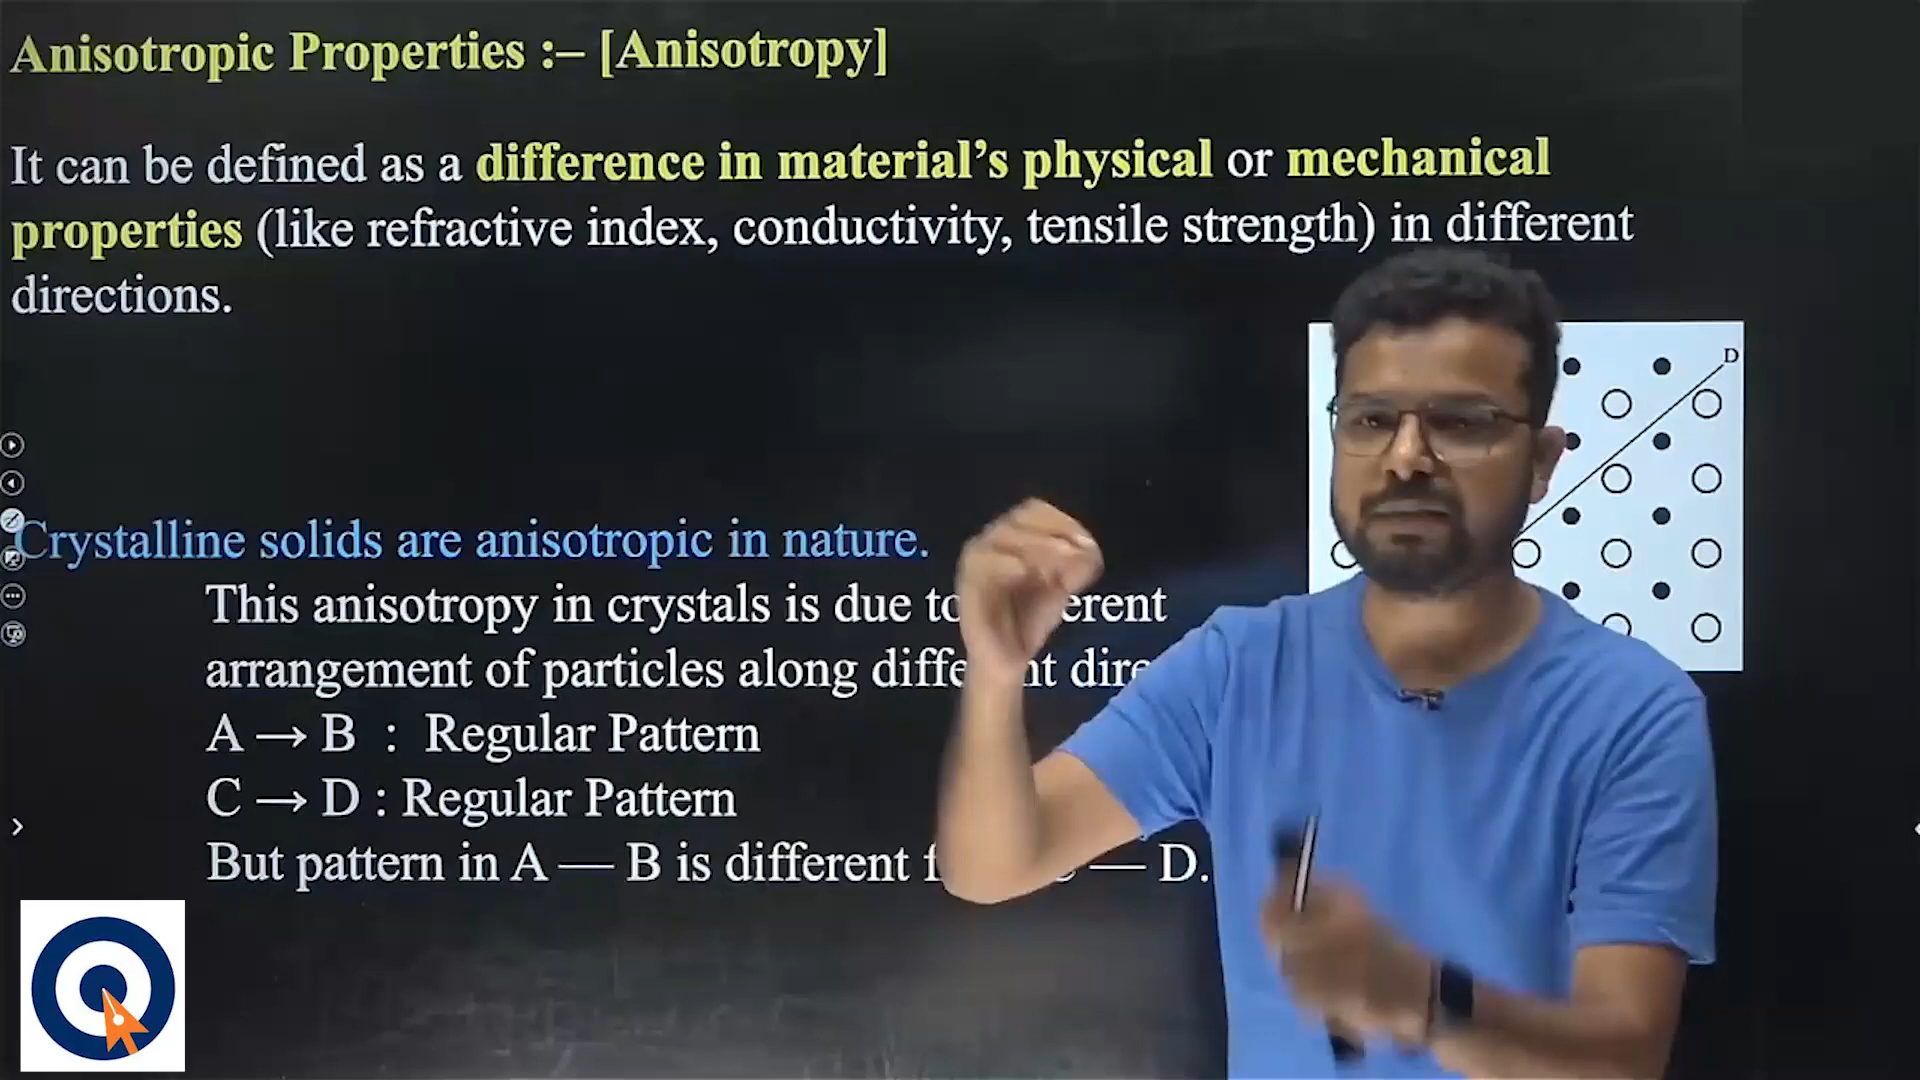 Anisotropic Properties :– [Anisotropy]
It can be defined as a difference in material’s physical or mechanical
properties (like refractive index, conductivity, tensile strength) in different
directions.
D
Crystalline solids are anisotropic in nature.
This anisotropy in crystals is due to
arrangement of particles along
A → B : Regular Pattern
C → D : Regular Pattern
But pattern in A — B is different — D.